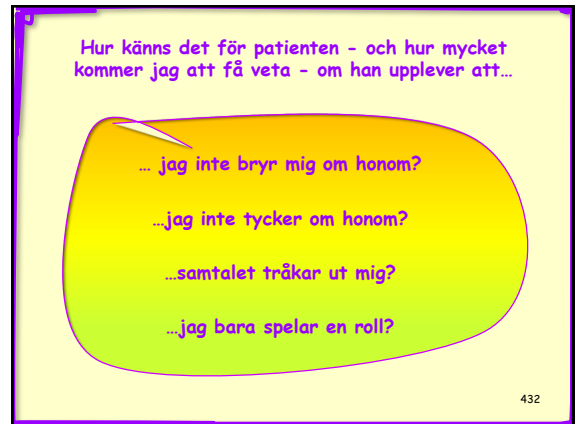 Hur känns det för patienten - och hur mycket
kommer jag att få veta - om han upplever att…
… jag inte bryr mig om honom?
…jag inte tycker om honom?
…samtalet tråkar ut mig?
…jag bara spelar en roll?
432